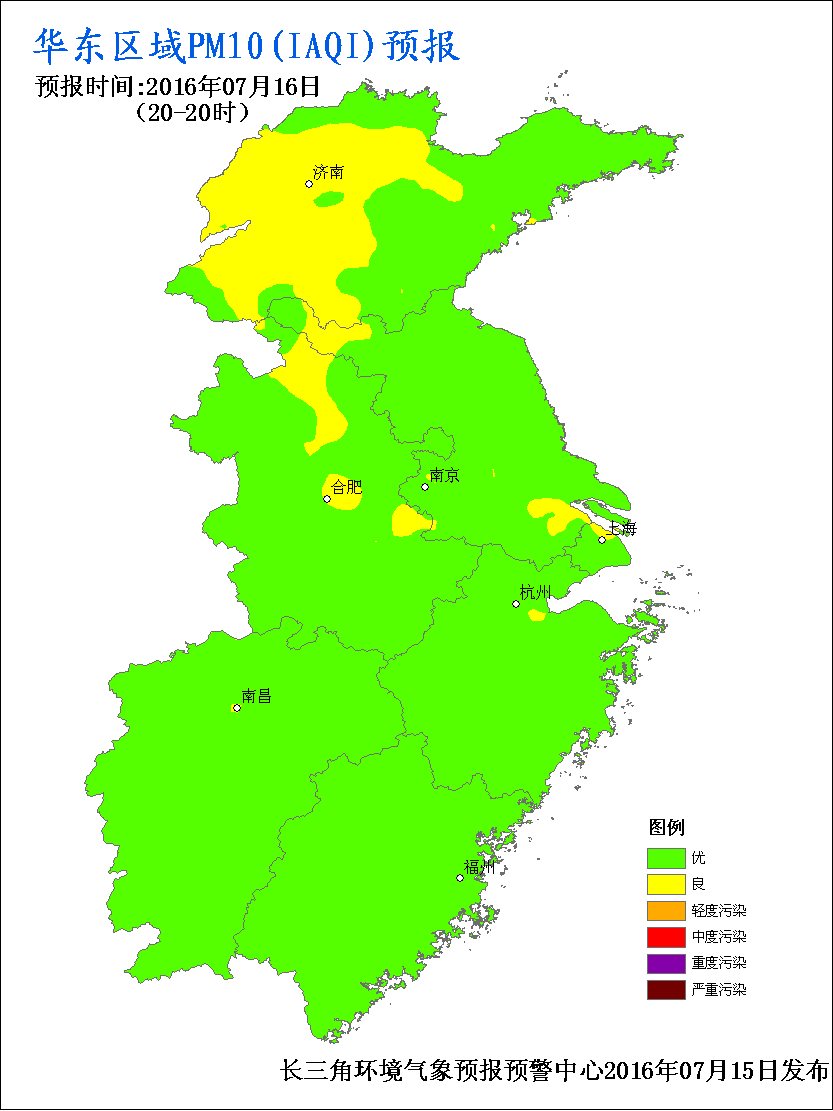 华东区域PM10(IAQI)预报
预报时间:2016年07月16日
(20-20时)
济南
南京
合肥
上海
杭州
南昌
福州
图例
优
良
轻度污染
中度污染
重度污染
严重污染
长三角环境气象预报预警中心2016年07月15日发布